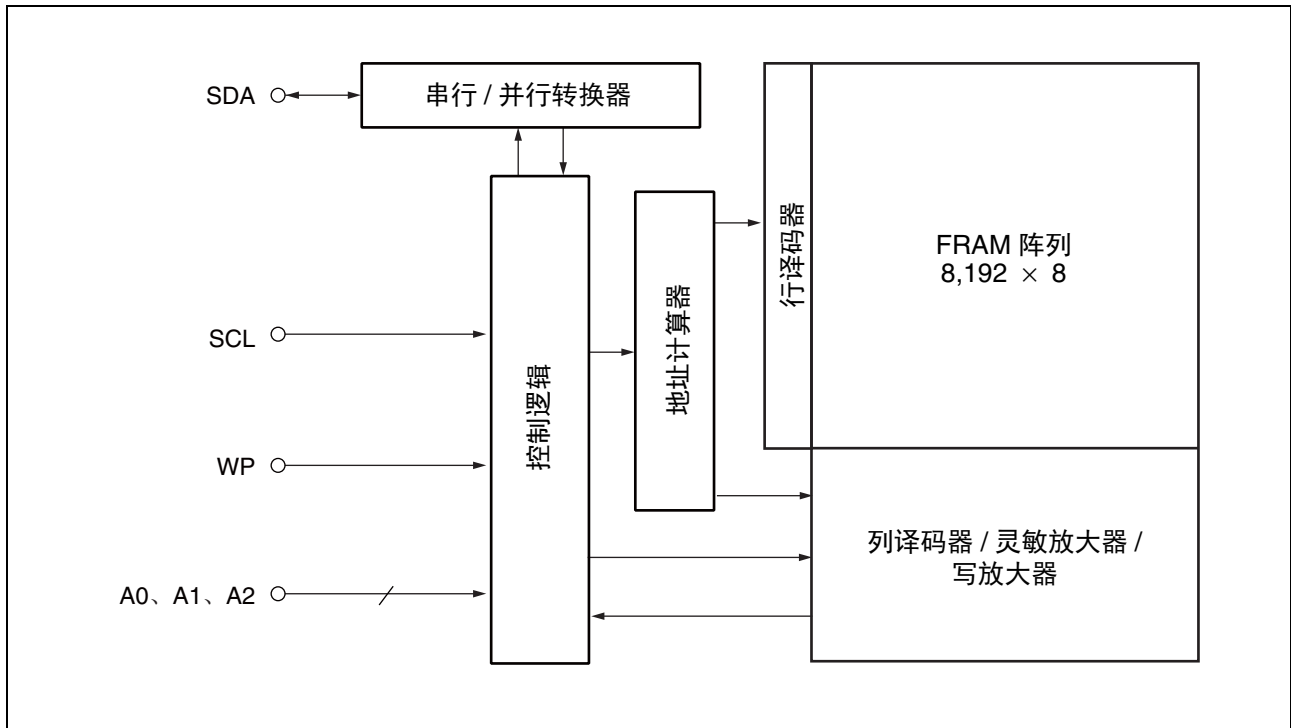 SDA
串行 / 并行转换器
SCL
WP
A0、A1、A2
控制逻辑
地址计算器
行译码器
FRAM 阵列
8,192 × 8
列译码器 / 灵敏放大器 /
写放大器